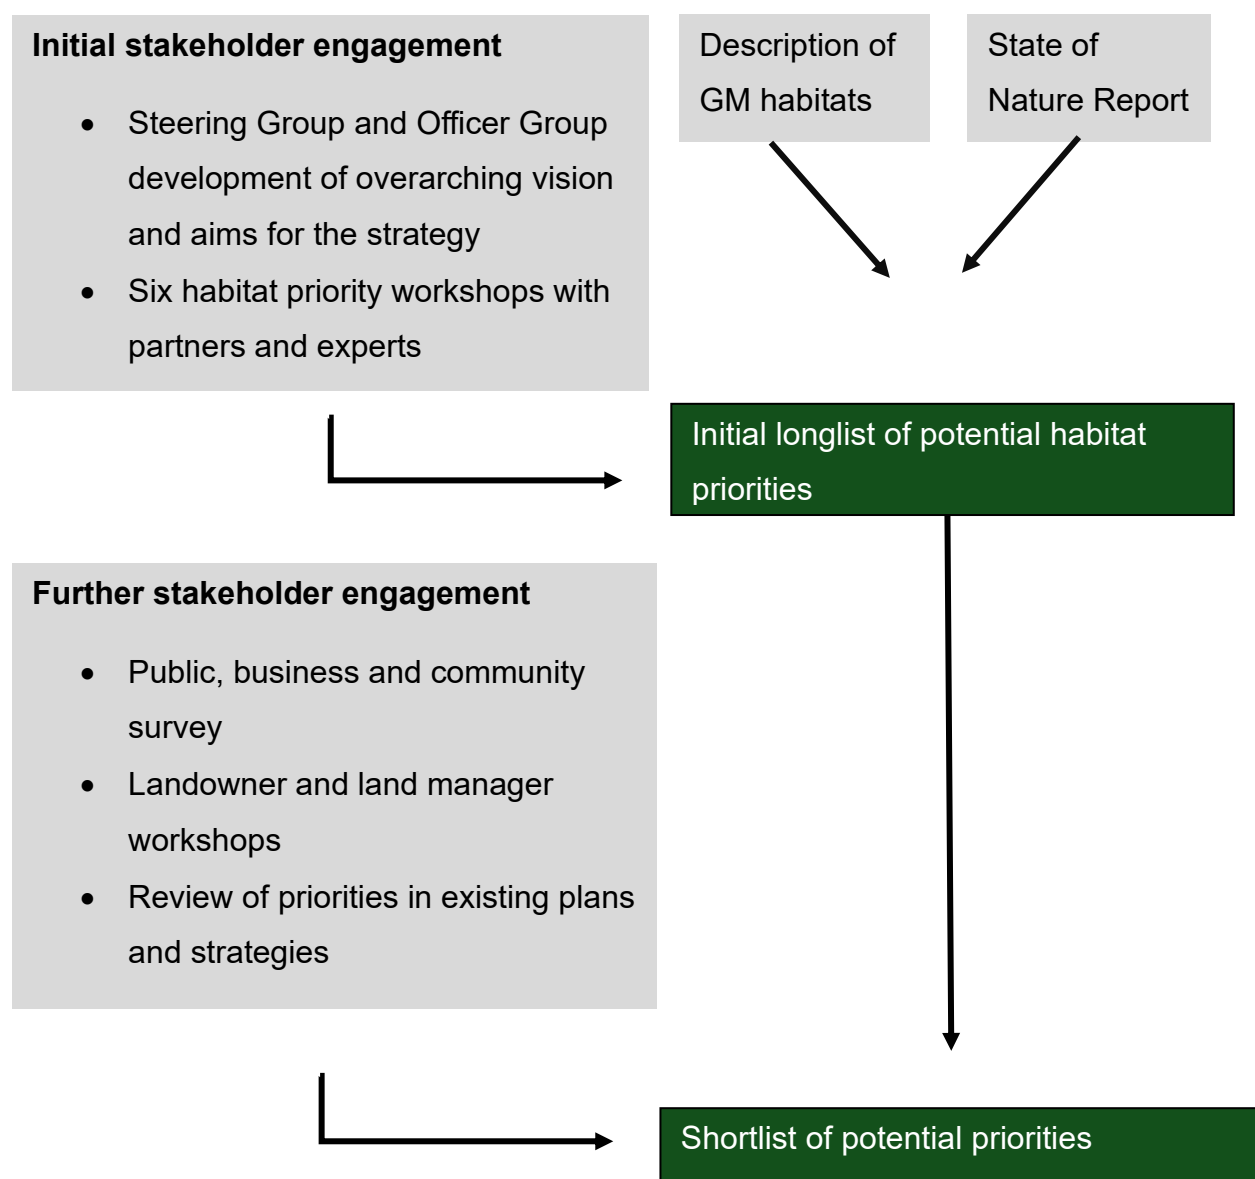 Initial stakeholder engagement
• Steering Group and Officer Group
development of overarching vision
and aims for the strategy
• Six habitat priority workshops with
partners and experts
Description of
GM habitats
State of
Nature Report
Initial longlist of potential habitat
priorities
Further stakeholder engagement
• Public, business and community
survey
• Landowner and land manager
workshops
• Review of priorities in existing plans
and strategies
Shortlist of potential priorities